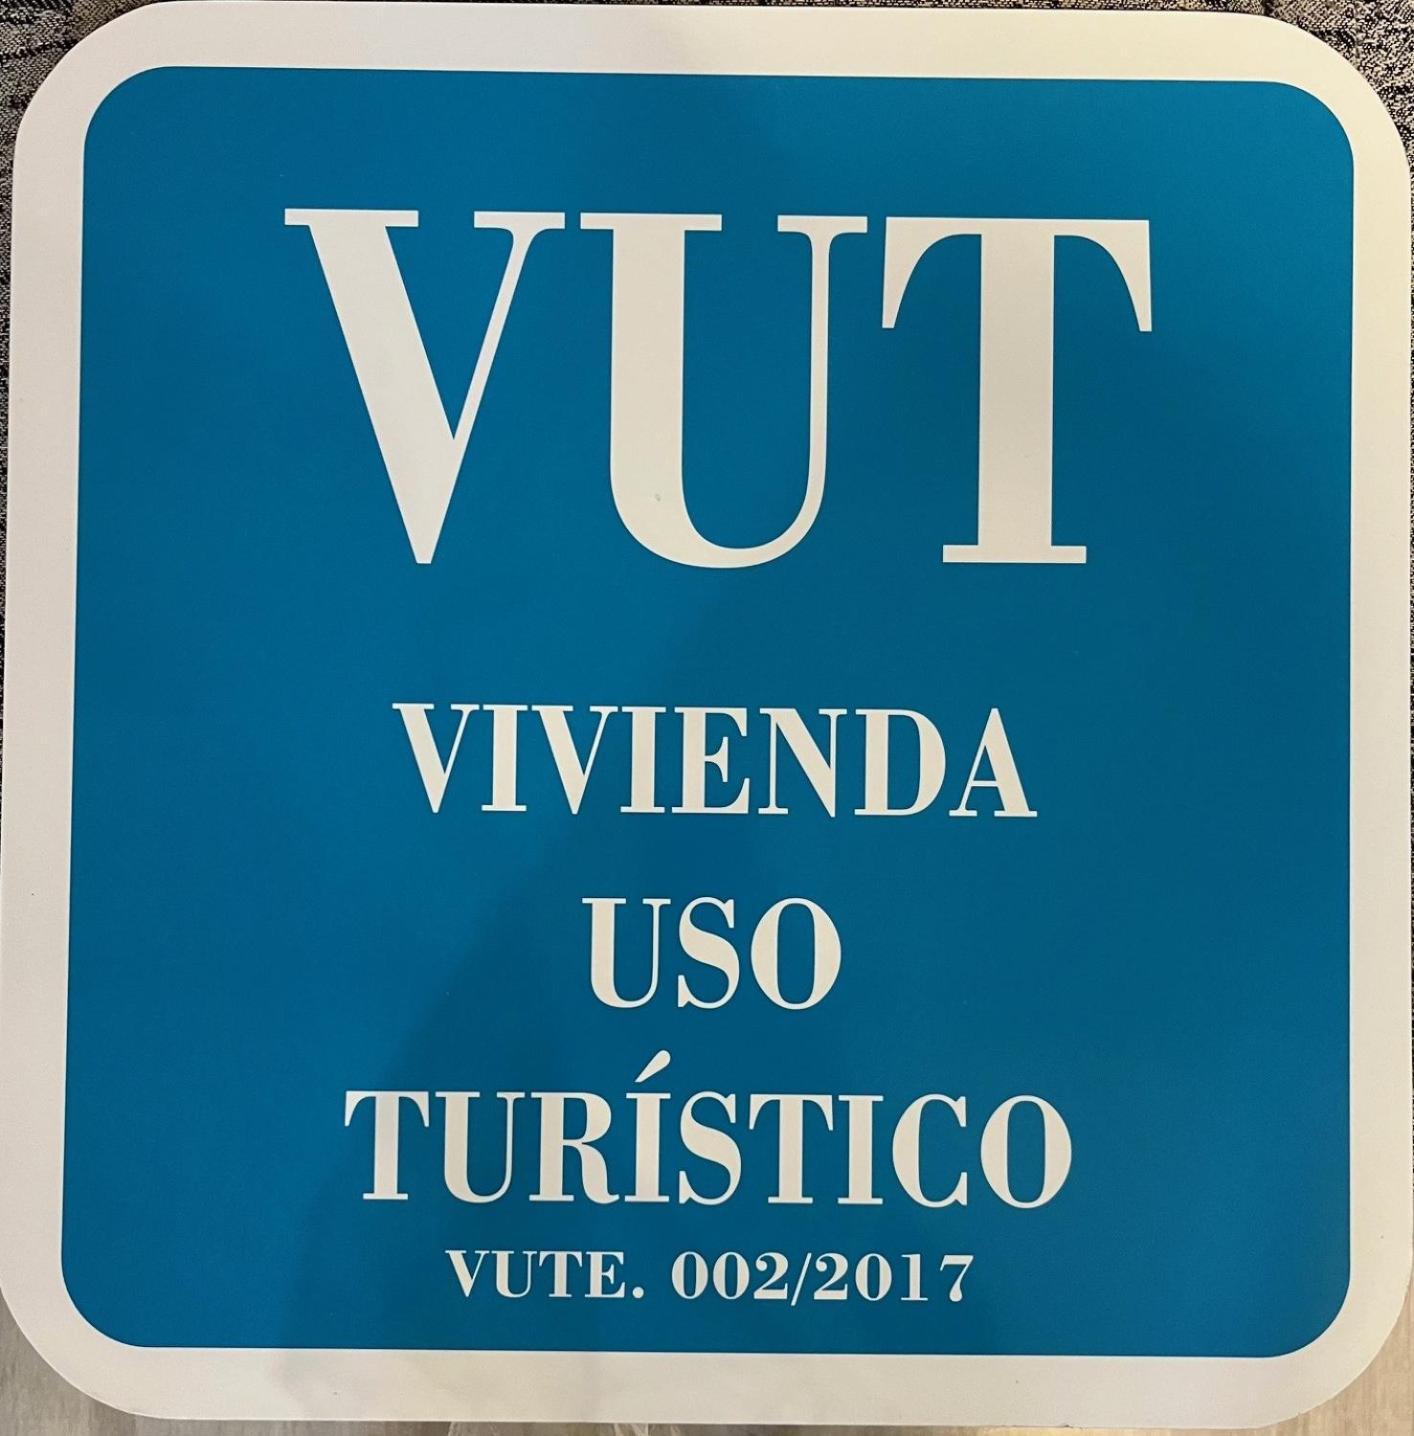 VUT
VIVIENDA
USO
TURÍSTICO
VUTE. 002/2017